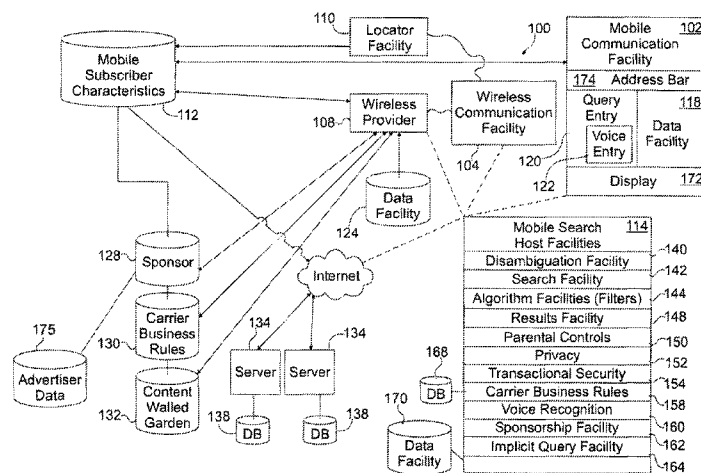 110
Locator
Facility
100
Mobile 102
Communication
Facility
174 Address Bar
Query
Entry
118
Data
Facility
120
Voice
Entry
122
Display 172
Mobile
Subscriber
Characteristics
112
Wireless
Provider
108
Wireless
Communication
Facility
104
Data
Facility
124
128
Sponsor
Internet
Carrier
Business
Rules
130
134
134
Server
Server
175
Advertiser
Data
Content
Walled
Garden
132
138
DB
DB
138
168
DB
170
Data
Facility
Mobile Search 114
Host Facilities
140
Disambiguation Facility
142
Search Facility
144
Algorithm Facilities (Filters)
148
Results Facility
150
Parental Controls
152
Privacy
154
Transactional Security
158
Carrier Business Rules
160
Voice Recognition
162
Sponsorship Facility
164
Implicit Query Facility